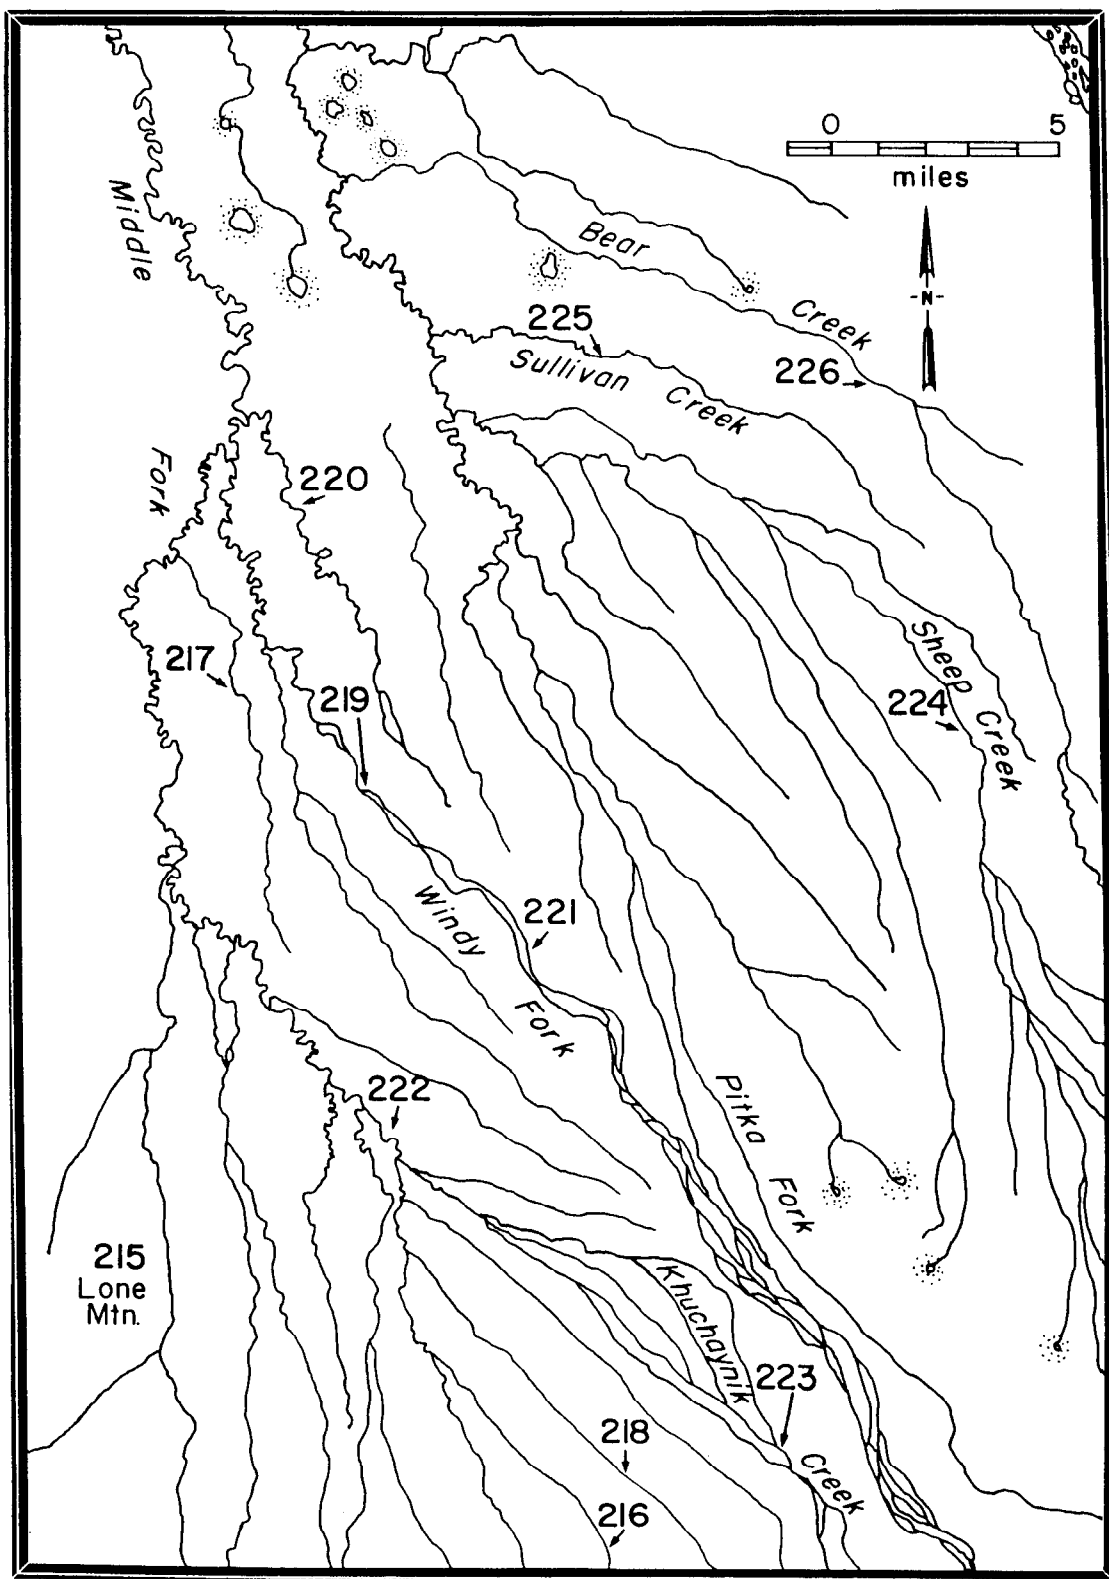 0 5
miles
-N-
Middle
Fork
Bear
Creek
225
226
Sullivan
Creek
220
217
219
Sheep
Creek
224
221
Windy
Fork
222
Pitka
Fork
215
Lone
Mtn.
Khuchaynik
Creek
223
218
216